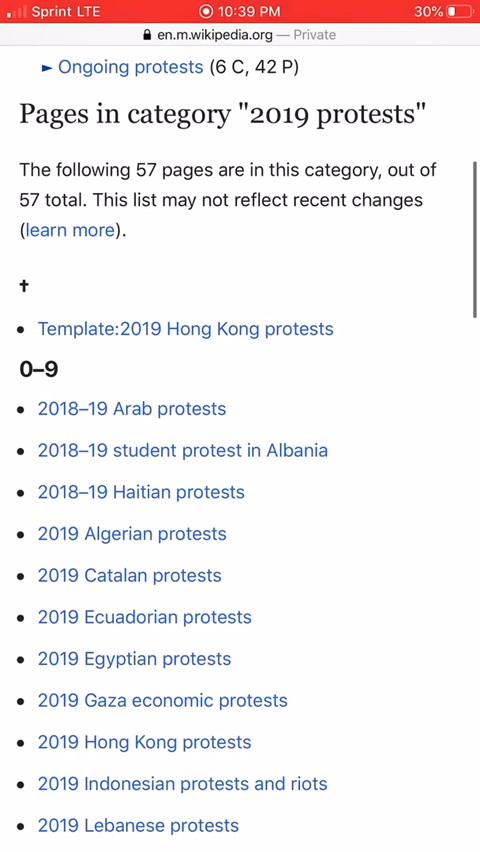 Sprint LTE 10:39 PM 30%
en.m.wikipedia.org — Private
► Ongoing protests (6 C, 42 P)
Pages in category "2019 protests"
The following 57 pages are in this category, out of
57 total. This list may not reflect recent changes
(learn more).
†
• Template:2019 Hong Kong protests
0–9
• 2018–19 Arab protests
• 2018–19 student protest in Albania
• 2018–19 Haitian protests
• 2019 Algerian protests
• 2019 Catalan protests
• 2019 Ecuadorian protests
• 2019 Egyptian protests
• 2019 Gaza economic protests
• 2019 Hong Kong protests
• 2019 Indonesian protests and riots
• 2019 Lebanese protests